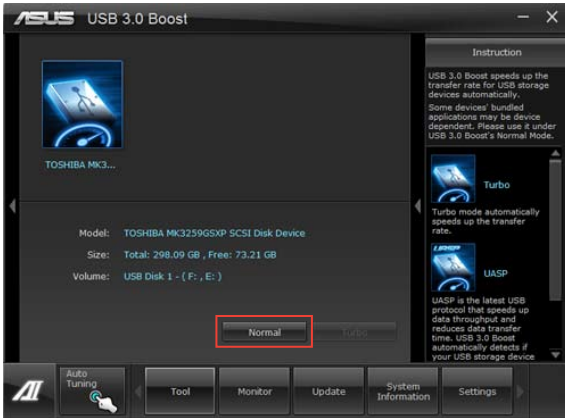 ASUS USB 3.0 Boost
TOSHIBA MK3...
Model: TOSHIBA MK3259GSXP SCSI Disk Device
Size: Total: 298.09 GB , Free: 73.21 GB
Volume: USB Disk 1 - ( F: , E: )
Normal
Turbo
Instruction
USB 3.0 Boost speeds up the
transfer rate for USB storage
devices automatically.
Some devices' bundled
applications may be device
dependent. Please use it under
USB 3.0 Boost's Normal Mode.
Turbo
Turbo mode automatically
speeds up the transfer
rate.
UASP
UASP
UASP is the latest USB
protocol that speeds up
data throughput and
reduces data transfer
time. USB 3.0 Boost
automatically detects if
your USB storage device
AI
Auto
Tuning
Tool
Monitor
Update
System
Information
Settings